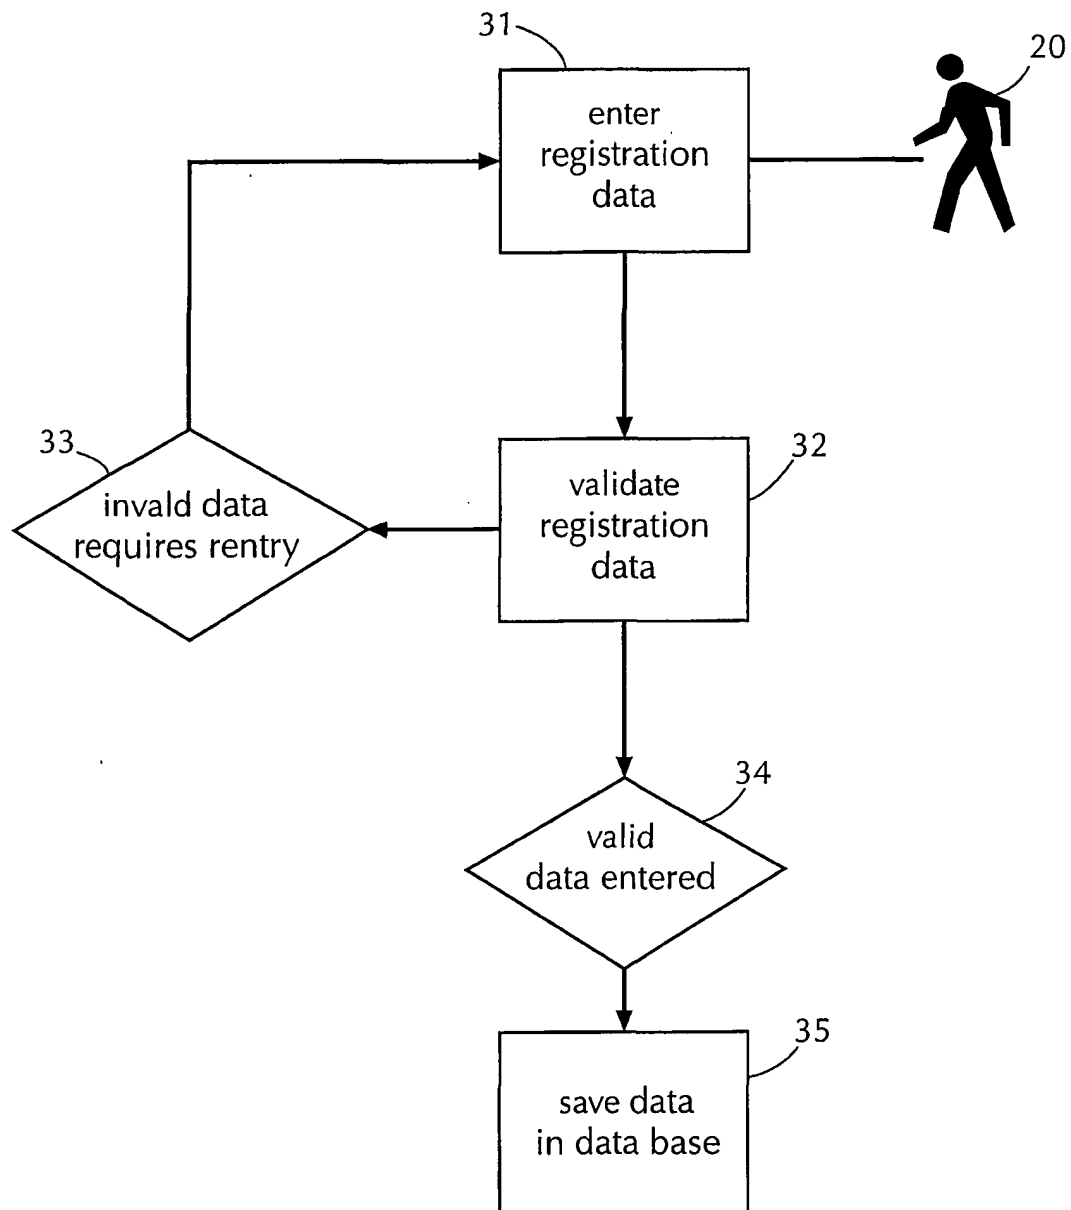 31
20
enter
registration
data
33
invald data
requires rentry
32
validate
registration
data
34
valid
data entered
35
save data
in data base